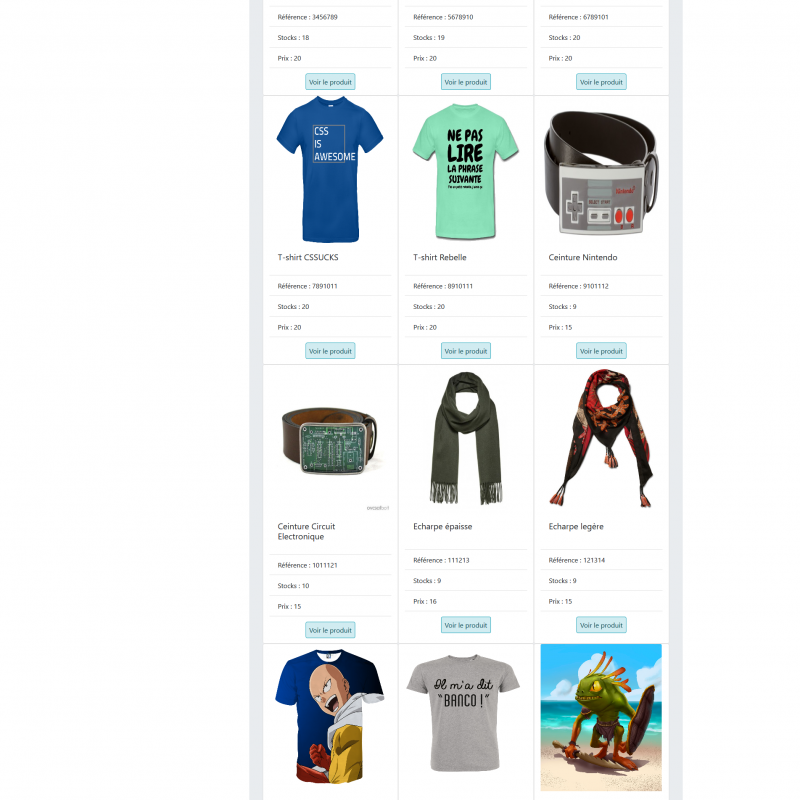 Référence : 3456789
Référence : 5678910
Référence : 6789101
Stocks : 18
Stocks : 19
Stocks : 20
Prix : 20
Prix : 20
Prix : 20
Voir le produit
Voir le produit
Voir le produit
CSS
IS
AWESOME
NE PAS
LIRE
LA PHRASE
SUIVANTE
Nintendo
SELECT START
T-shirt CSSUCKS
T-shirt Rebelle
Ceinture Nintendo
Référence : 7891011
Référence : 8910111
Référence : 9101112
Stocks : 20
Stocks : 20
Stocks : 9
Prix : 20
Prix : 20
Prix : 15
Voir le produit
Voir le produit
Voir le produit
Ceinture Circuit
Electronique
Echarpe épaisse
Echarpe legére
Référence : 1011121
Référence : 111213
Référence : 121314
Stocks : 10
Stocks : 9
Stocks : 9
Prix : 15
Prix : 16
Prix : 15
Voir le produit
Voir le produit
Voir le produit
Il m'a dit
"BANCO !"